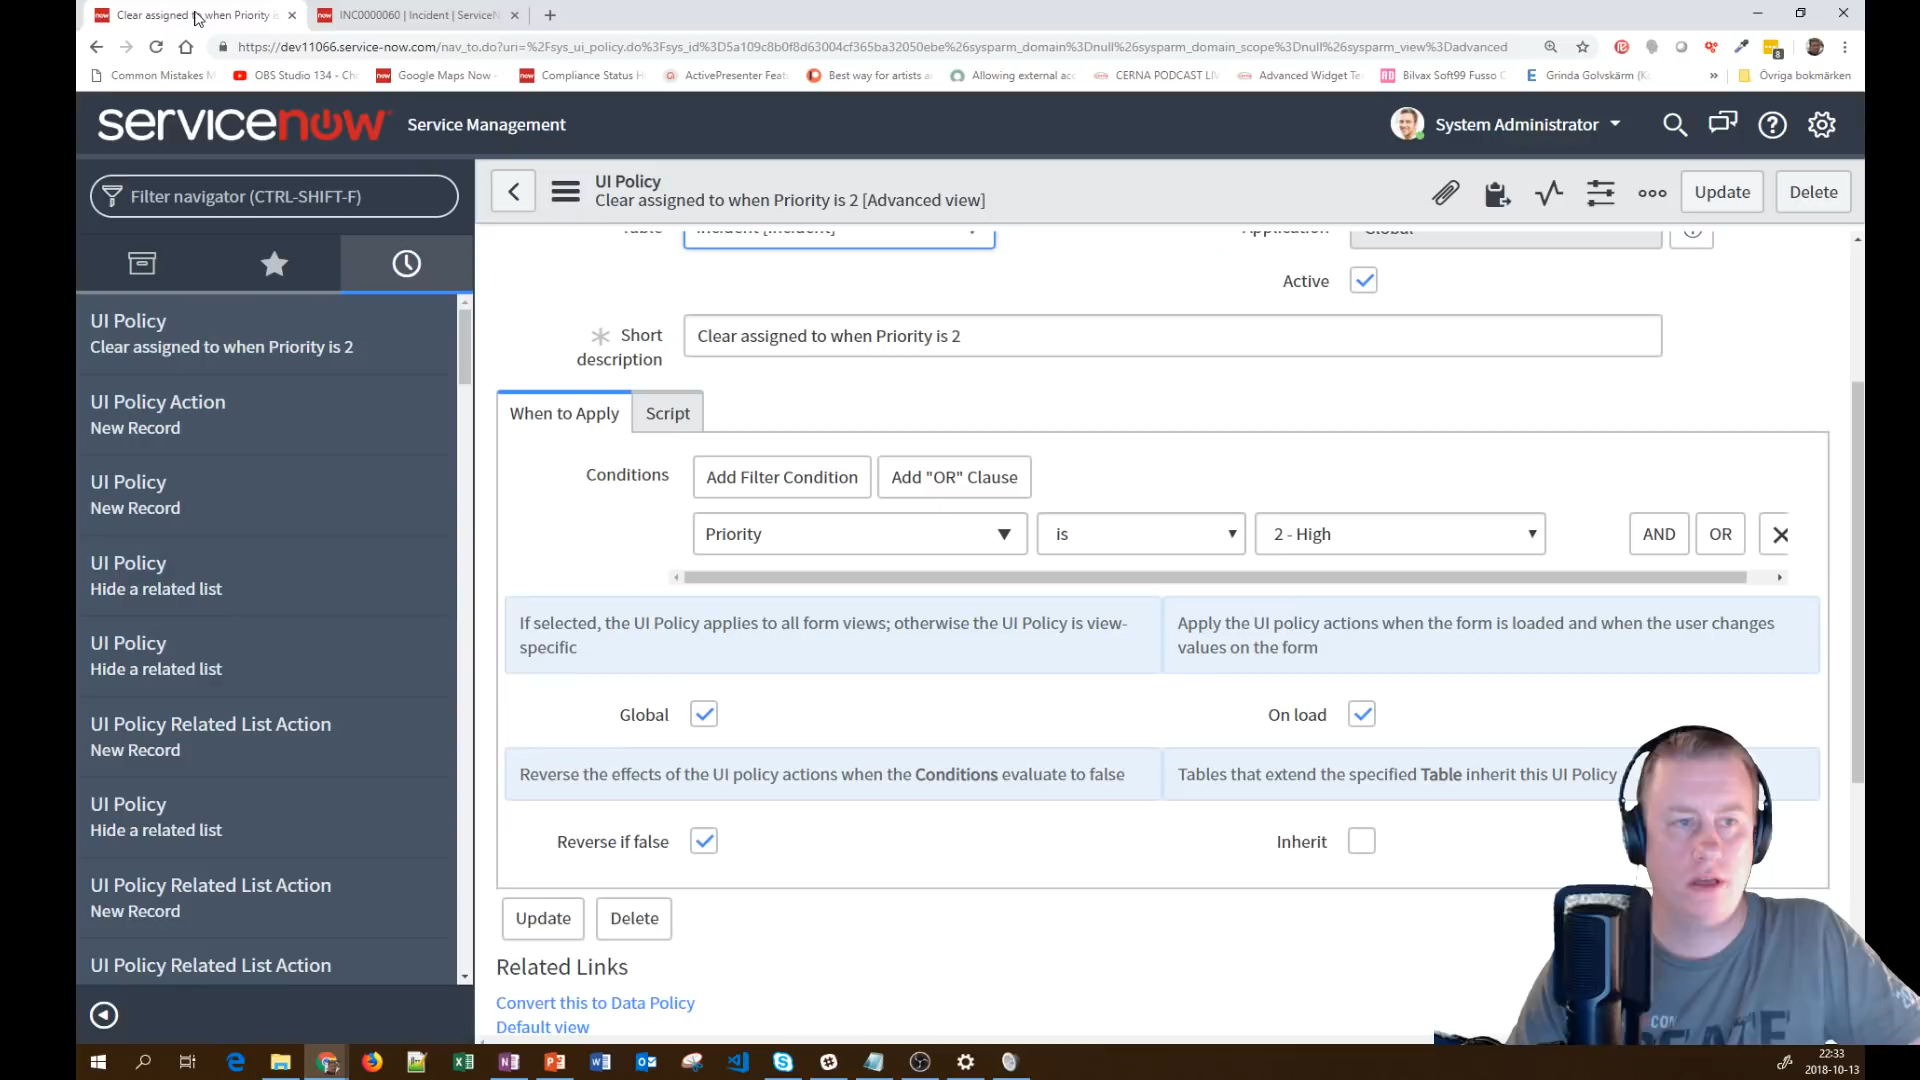 Clear assigned to when Priority is
INC0000060 | Incident | ServiceN
https://dev11066.service-now.com/nav_to.do?uri=%2Fsys_ui_policy.do%3Fsys_id%3D5a109c8b0f8d63004cf365ba32050ebe%26sysparm_domain%3Dnull%26sysparm_domain_scope%3Dnull%26sysparm_view%3Dadvanced
Common Mistakes
OBS Studio 134 - Ch
Google Maps Now -
Compliance Status H
ActivePresenter Feat
Best way for artists a
Allowing external acc
CERNA PODCAST LIV
Advanced Widget Te
Bilvax Soft99 Fusso C
Grinda Golvskärm (K
»
Övriga bokmärken
servicenow
Service Management
System Administrator
Filter navigator (CTRL-SHIFT-F)
UI Policy
Clear assigned to when Priority is 2
UI Policy Action
New Record
UI Policy
New Record
UI Policy
Hide a related list
UI Policy
Hide a related list
UI Policy Related List Action
New Record
UI Policy
Hide a related list
UI Policy Related List Action
New Record
UI Policy Related List Action
UI Policy
Clear assigned to when Priority is 2 [Advanced view]
Update
Delete
Table
Incident [incident]
Application
Global
Active
Short description
Clear assigned to when Priority is 2
When to Apply
Script
Conditions
Add Filter Condition
Add "OR" Clause
Priority
is
2 - High
AND
OR
If selected, the UI Policy applies to all form views; otherwise the UI Policy is view-
specific
Apply the UI policy actions when the form is loaded and when the user changes
values on the form
Global
On load
Reverse the effects of the UI policy actions when the Conditions evaluate to false
Tables that extend the specified Table inherit this UI Policy
Reverse if false
Inherit
Update
Delete
Related Links
Convert this to Data Policy
Default view
22:33
2018-10-13